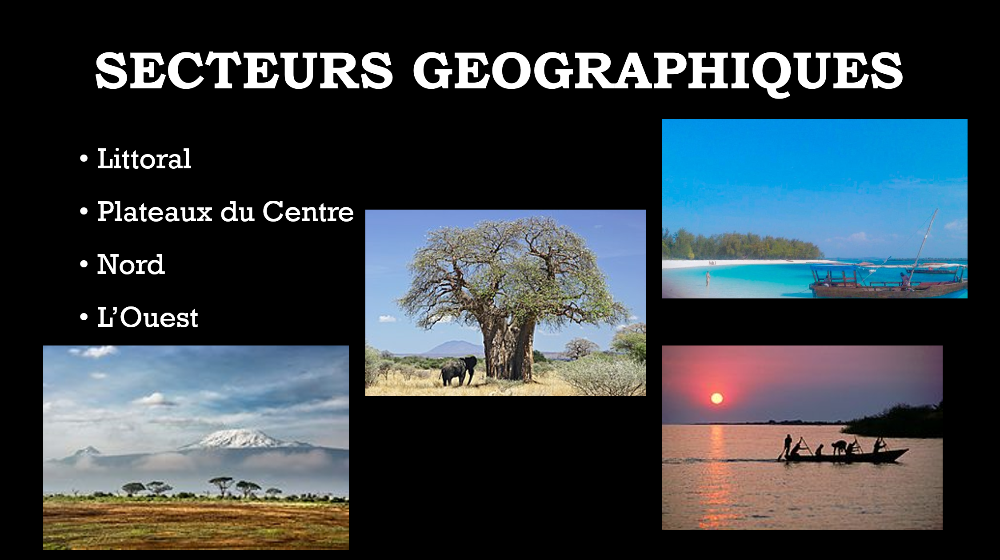 SECTEURS GEOGRAPHIQUES
• Littoral
• Plateaux du Centre
• Nord
• L’Ouest